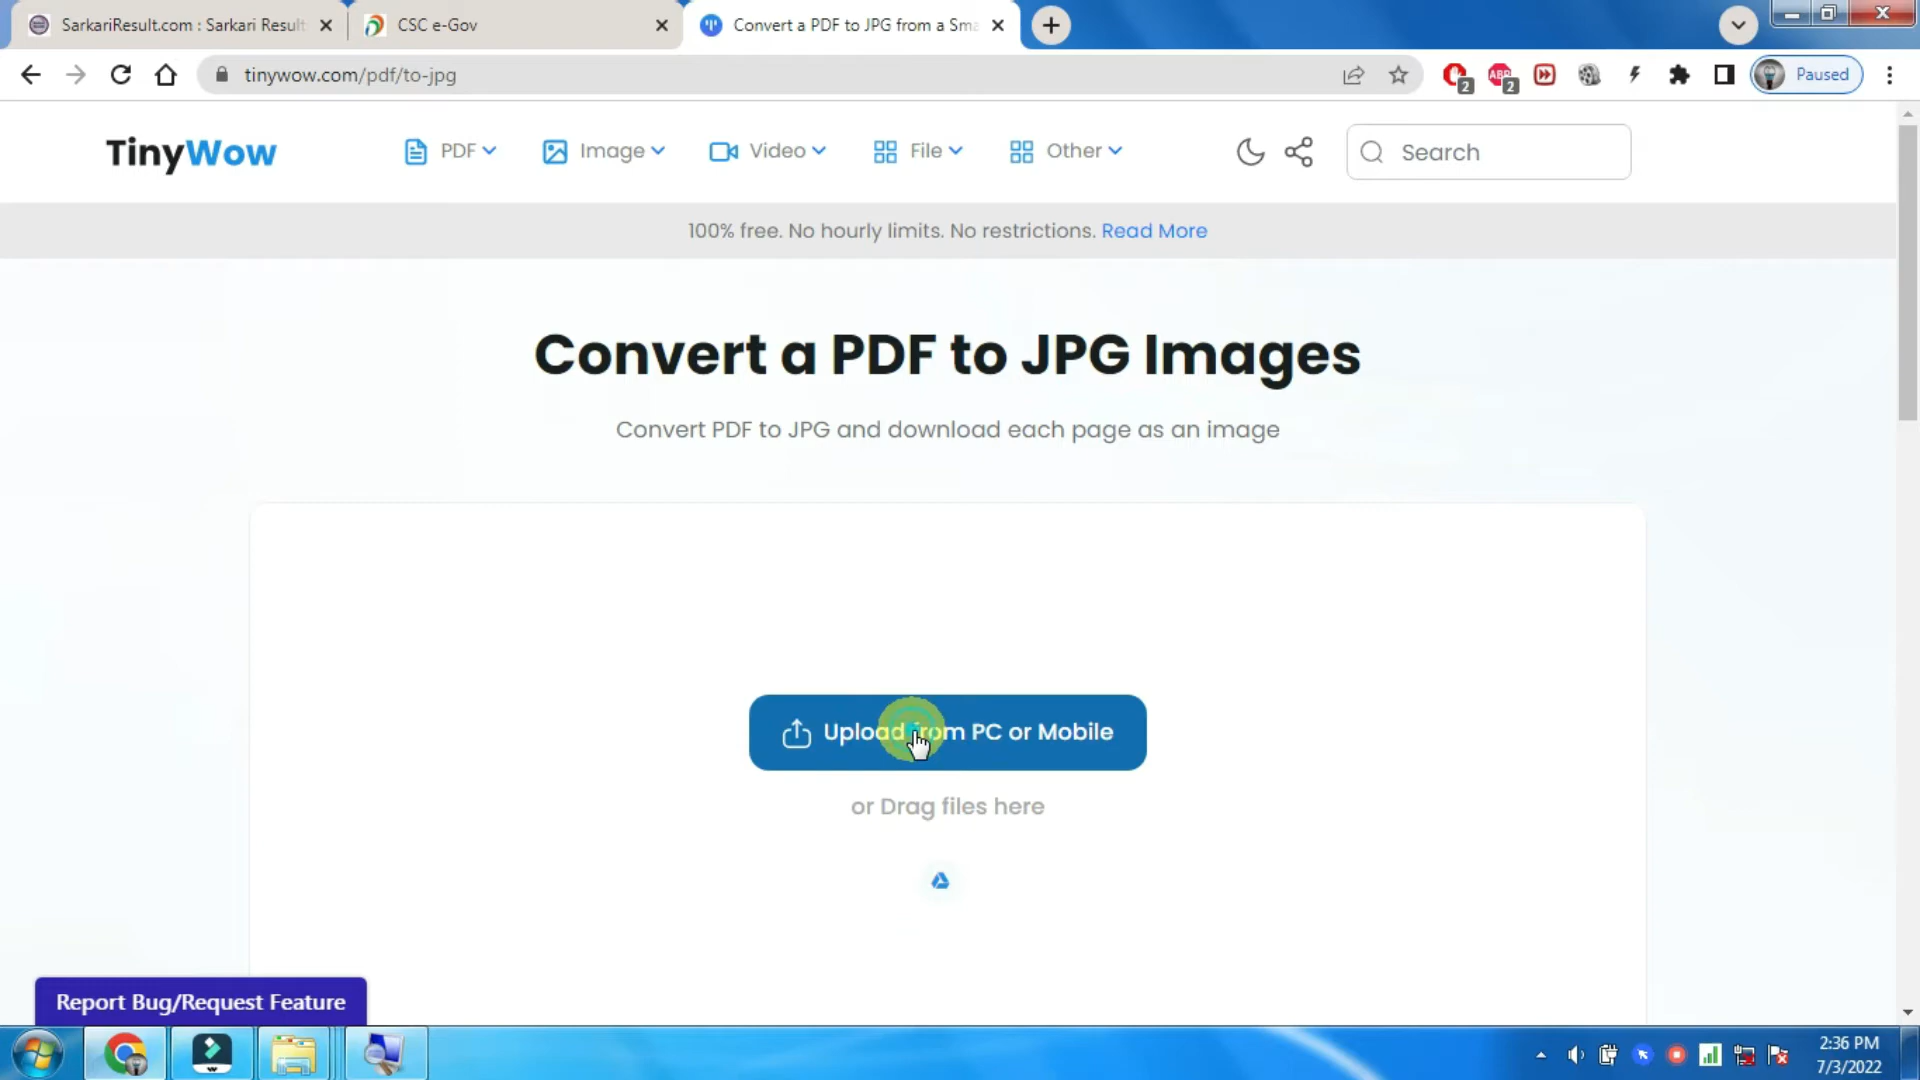 SarkariResult.com : Sarkari Result
CSC e-Gov
Convert a PDF to JPG from a Sma
tinywow.com/pdf/to-jpg
2
ABP
2
Paused
TinyWow
PDF
Image
Video
File
Other
Search
100% free. No hourly limits. No restrictions. Read More
Convert a PDF to JPG Images
Convert PDF to JPG and download each page as an image
Upload from PC or Mobile
or Drag files here
Report Bug/Request Feature
2:36 PM
7/3/2022